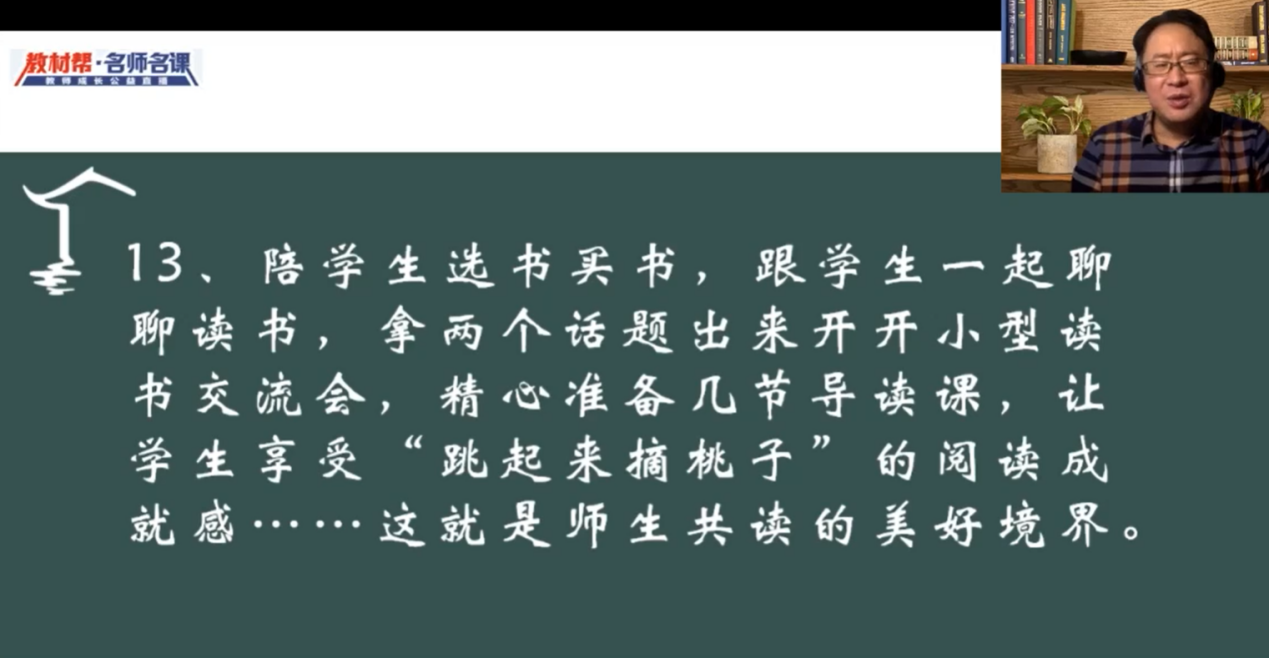 教材帮·名师名课
教师成长公益直播
13、陪学生选书买书，跟学生一起聊
聊读书，拿两个话题出来开开小型读
书交流会，精心准备几节导读课，让
学生享受“跳起来摘桃子”的阅读成
就感……这就是师生共读的美好境界。